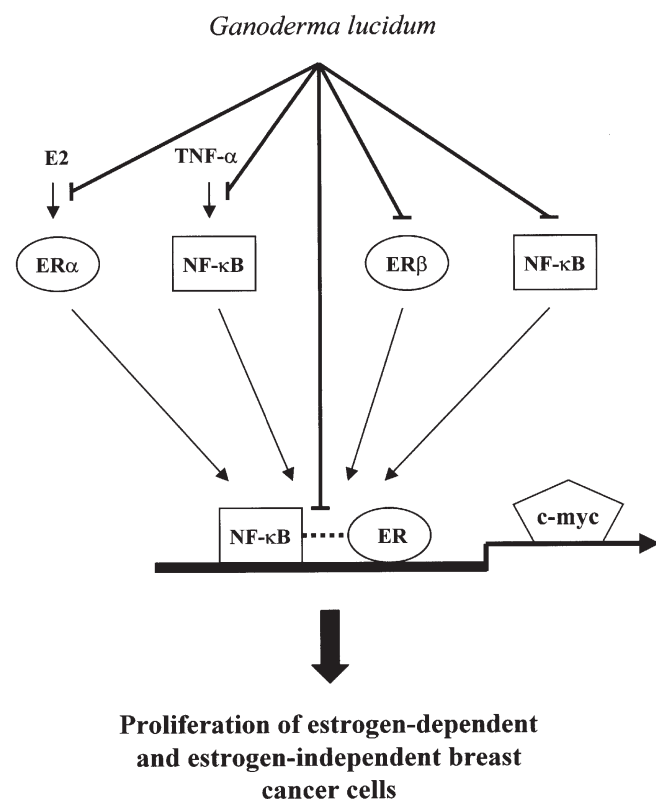 Ganoderma lucidum
E2
TNF-α
ERα
NF-κB
ERβ
NF-κB
c-myc
NF-κB
ER
Proliferation of estrogen-dependent
and estrogen-independent breast
cancer cells